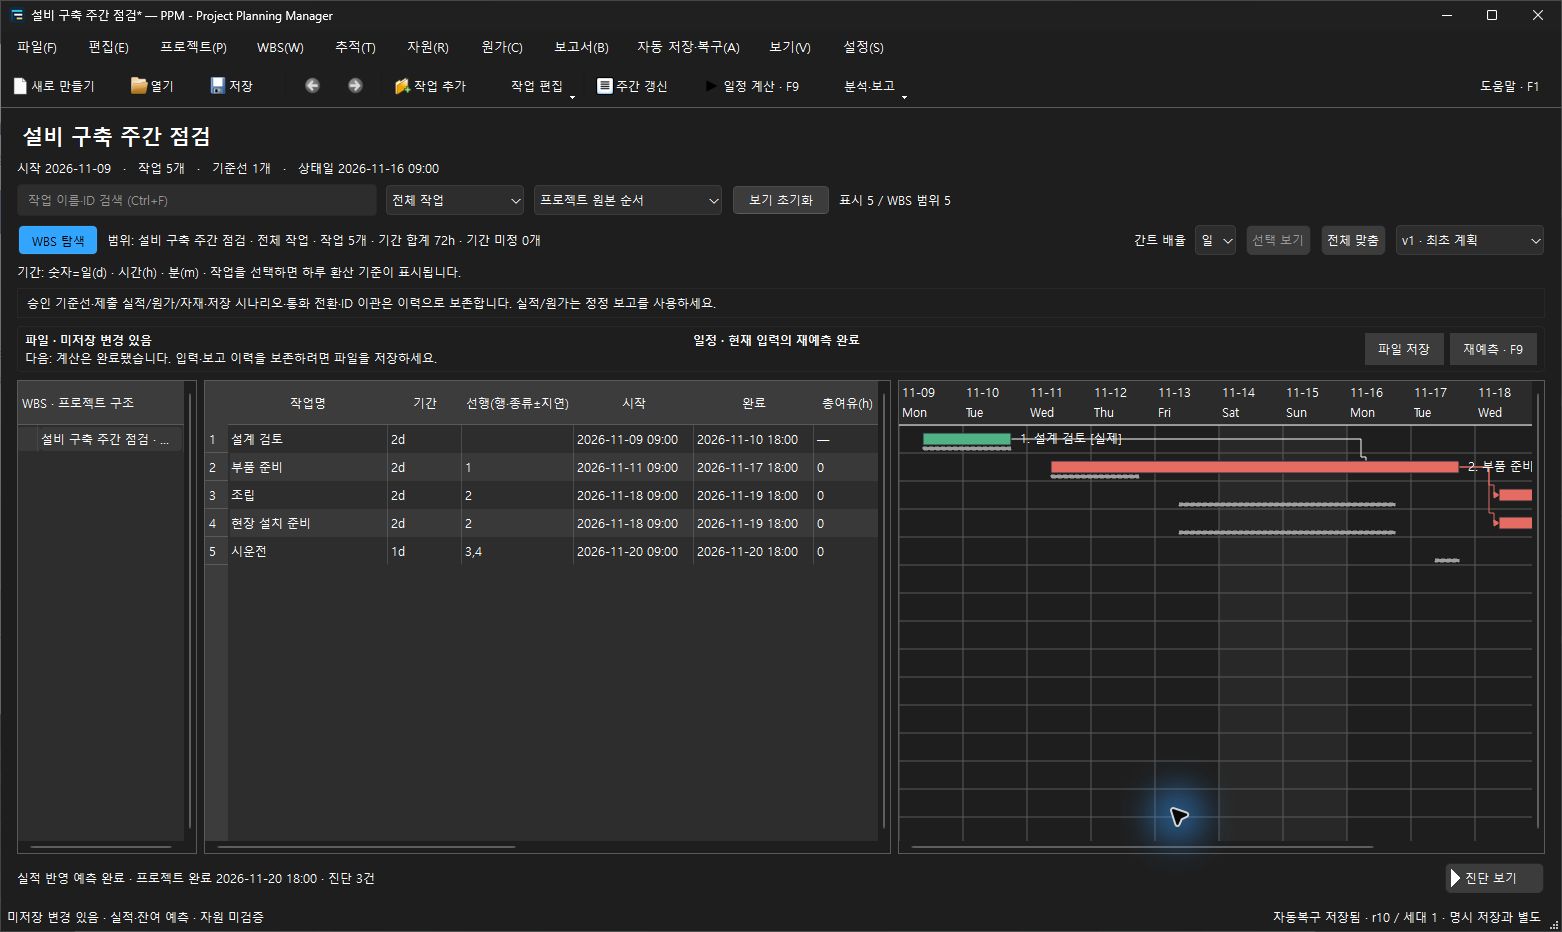 설비 구축 주간 점검* — PPM - Project Planning Manager
파일(F) 편집(E) 프로젝트(P) WBS(W) 추적(T) 자원(R) 원가(C) 보고서(B) 자동 저장·복구(A) 보기(V) 설정(S)
새로 만들기 열기 저장 작업 추가 작업 편집 주간 갱신 일정 계산 · F9 분석·보고 도움말 · F1
설비 구축 주간 점검
시작 2026-11-09 · 작업 5개 · 기준선 1개 · 상태일 2026-11-16 09:00
작업 이름·ID 검색 (Ctrl+F) 전체 작업 프로젝트 원본 순서 보기 초기화 표시 5 / WBS 범위 5
WBS 탐색 범위: 설비 구축 주간 점검 · 전체 작업 · 작업 5개 · 기간 합계 72h · 기간 미정 0개 간트 배율 일 선택 보기 전체 맞춤 v1 · 최초 계획
기간: 숫자=일(d) · 시간(h) · 분(m) · 작업을 선택하면 하루 환산 기준이 표시됩니다.
승인 기준선·제출 실적/원가/자재·저장 시나리오·통화 전환·ID 이관은 이력으로 보존합니다. 실적/원가는 정정 보고를 사용하세요.
파일 · 미저장 변경 있음 일정 · 현재 입력의 재예측 완료
다음: 계산은 완료됐습니다. 입력·보고 이력을 보존하려면 파일을 저장하세요.
파일 저장 재예측 · F9
WBS · 프로젝트 구조
설비 구축 주간 점검 · ...
작업명 기간 선행(행·종류±지연) 시작 완료 총여유(h)
1 설계 검토 2d 2026-11-09 09:00 2026-11-10 18:00 —
2 부품 준비 2d 1 2026-11-11 09:00 2026-11-17 18:00 0
3 조립 2d 2 2026-11-18 09:00 2026-11-19 18:00 0
4 현장 설치 준비 2d 2 2026-11-18 09:00 2026-11-19 18:00 0
5 시운전 1d 3,4 2026-11-20 09:00 2026-11-20 18:00 0
11-09 11-10 11-11 11-12 11-13 11-14 11-15 11-16 11-17 11-18
Mon Tue Wed Thu Fri Sat Sun Mon Tue Wed
1. 설계 검토 [실제]
2. 부품 준비
실적 반영 예측 완료 · 프로젝트 완료 2026-11-20 18:00 · 진단 3건 진단 보기
미저장 변경 있음 · 실적·잔여 예측 · 자원 미검증 자동복구 저장됨 · r10 / 세대 1 · 명시 저장과 별도